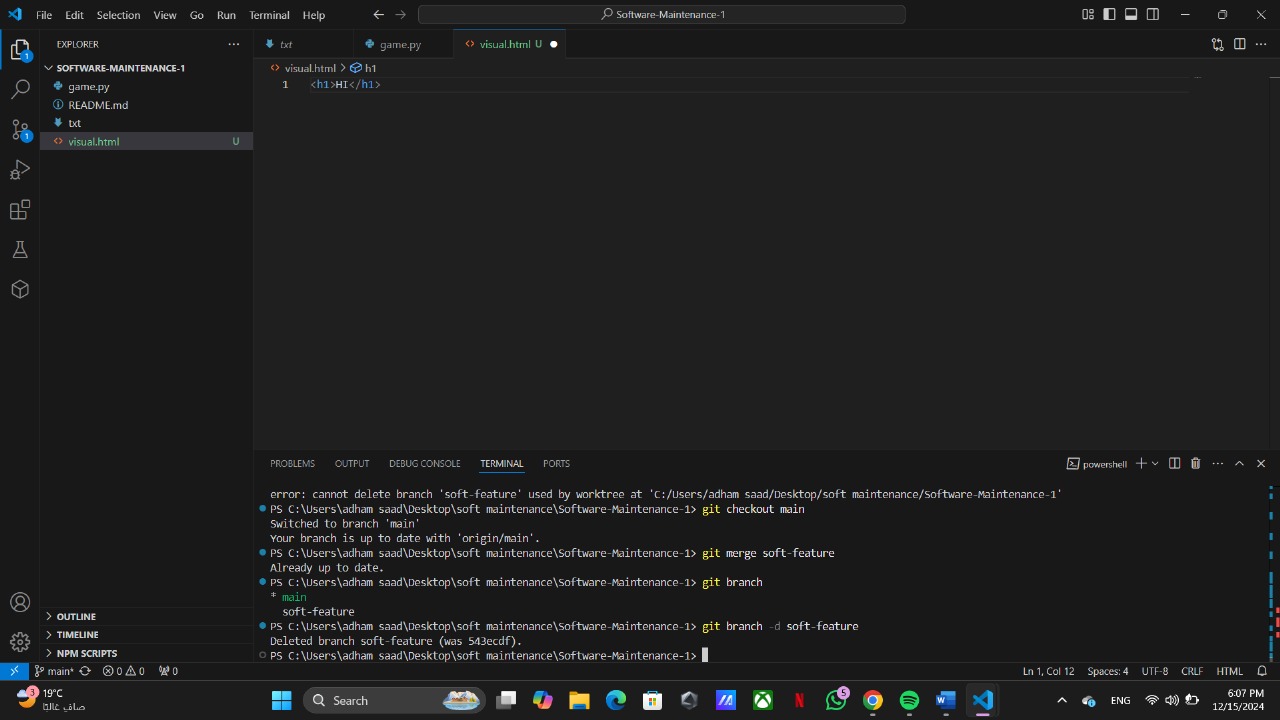 File Edit Selection View Go Run Terminal Help
Software-Maintenance-1
EXPLORER
txt
game.py
visual.html U
SOFTWARE-MAINTENANCE-1
visual.html > h1
game.py
1 <h1>HI</h1>
README.md
txt
visual.html U
PROBLEMS OUTPUT DEBUG CONSOLE TERMINAL PORTS
powershell
error: cannot delete branch 'soft-feature' used by worktree at 'C:/Users/adham saad/Desktop/soft maintenance/Software-Maintenance-1'
PS C:\Users\adham saad\Desktop\soft maintenance\Software-Maintenance-1> git checkout main
Switched to branch 'main'
Your branch is up to date with 'origin/main'.
PS C:\Users\adham saad\Desktop\soft maintenance\Software-Maintenance-1> git merge soft-feature
Already up to date.
PS C:\Users\adham saad\Desktop\soft maintenance\Software-Maintenance-1> git branch
* main
soft-feature
PS C:\Users\adham saad\Desktop\soft maintenance\Software-Maintenance-1> git branch -d soft-feature
Deleted branch soft-feature (was 543ecdf).
PS C:\Users\adham saad\Desktop\soft maintenance\Software-Maintenance-1>
1
1
OUTLINE
TIMELINE
NPM SCRIPTS
main* 0 0 0
Ln 1, Col 12 Spaces: 4 UTF-8 CRLF HTML
3
19°C
صافي غالبًا
Search
5
ENG
6:07 PM
12/15/2024